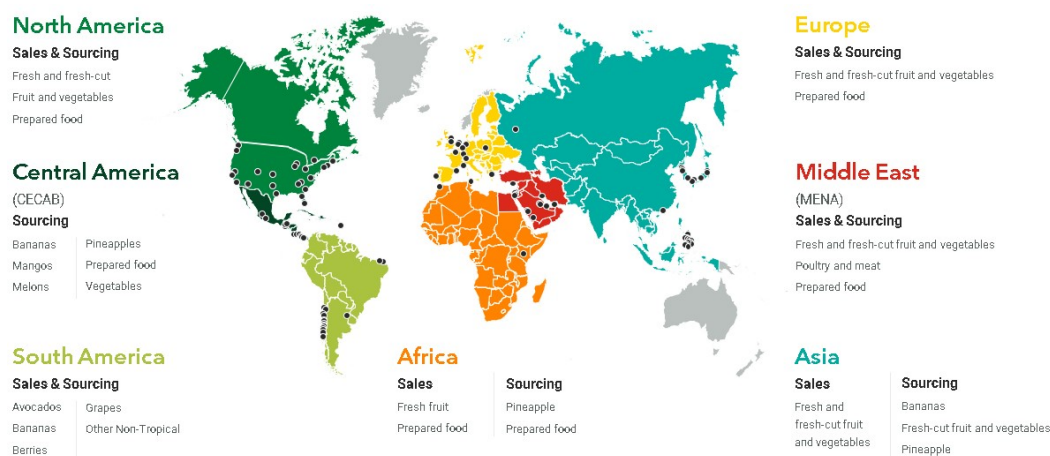 North America
Sales & Sourcing
Fresh and fresh-cut
Fruit and vegetables
Prepared food
Central America
(CECAB)
Sourcing
Bananas
Mangos
Melons
Pineapples
Prepared food
Vegetables
South America
Sales & Sourcing
Avocados
Bananas
Berries
Grapes
Other Non-Tropical
Africa
Sales
Fresh fruit
Prepared food
Sourcing
Pineapple
Prepared food
Europe
Sales & Sourcing
Fresh and fresh-cut fruit and vegetables
Prepared food
Middle East
(MENA)
Sales & Sourcing
Fresh and fresh-cut fruit and vegetables
Poultry and meat
Prepared food
Asia
Sales
Fresh and
fresh-cut fruit
and vegetables
Sourcing
Bananas
Fresh-cut fruit and vegetables
Pineapple